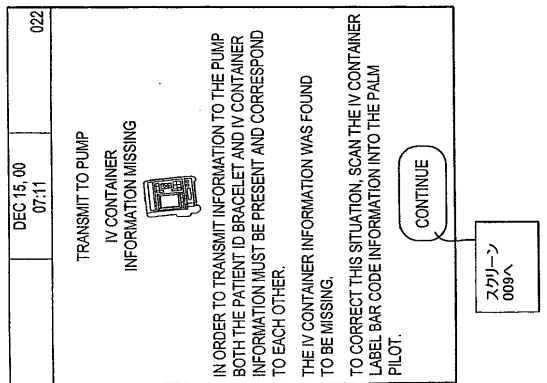 DEC 15, 00
07:11
022
TRANSMIT TO PUMP
IV CONTAINER
INFORMATION MISSING
IN ORDER TO TRANSMIT INFORMATION TO THE PUMP
BOTH THE PATIENT ID BRACELET AND IV CONTAINER
INFORMATION MUST BE PRESENT AND CORRESPOND
TO EACH OTHER.
THE IV CONTAINER INFORMATION WAS FOUND
TO BE MISSING.
TO CORRECT THIS SITUATION, SCAN THE IV CONTAINER
LABEL BAR CODE INFORMATION INTO THE PALM
PILOT.
CONTINUE
スクリーン
009へ